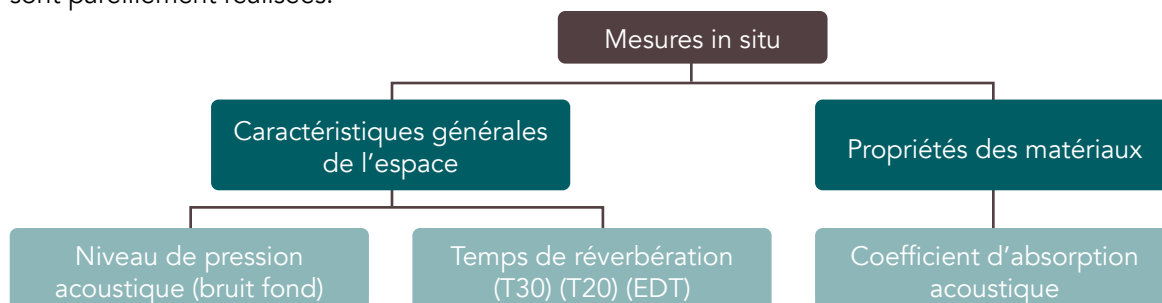 sont pareillement réalisées.
Mesures in situ
Caractéristiques générales
de l'espace
Propriétés des matériaux
Niveau de pression
acoustique (bruit fond)
Temps de réverbération
(T30) (T20) (EDT)
Coefficient d'absorption
acoustique